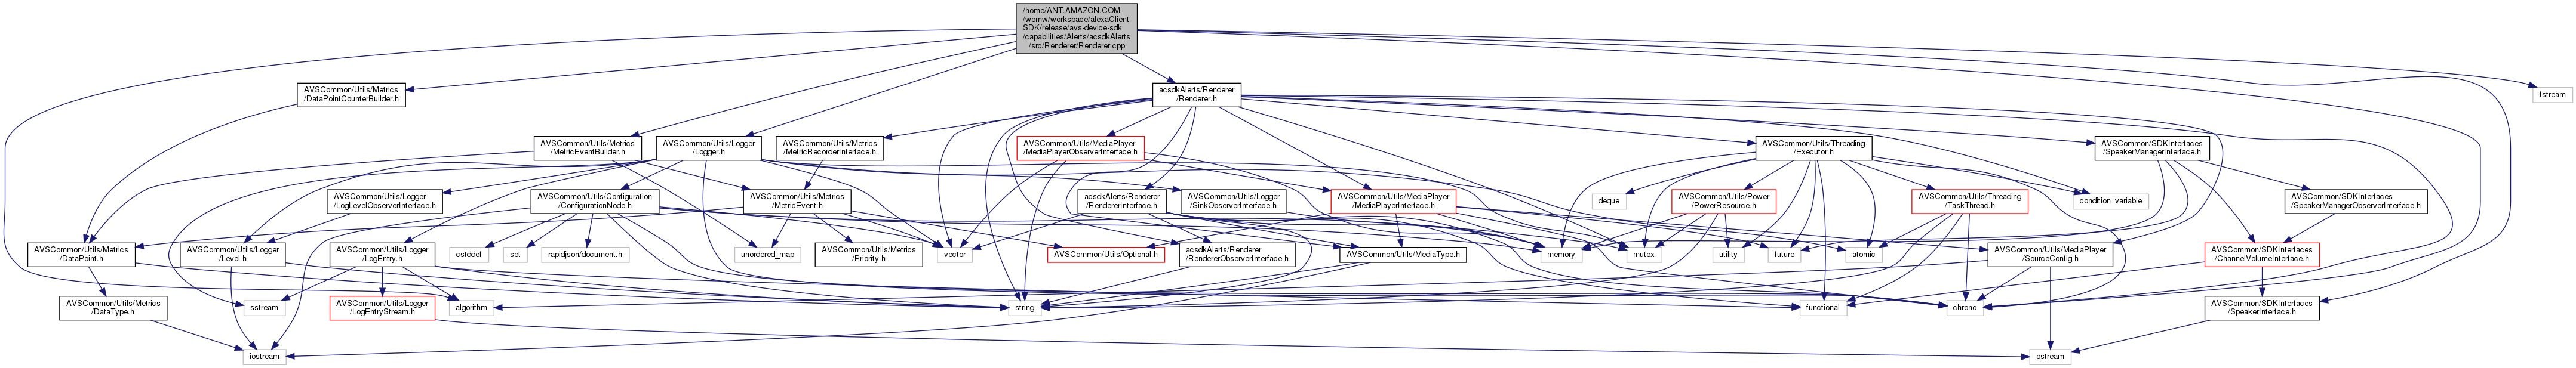 /home/ANT.AMAZON.COM
/womw/workspace/alexaClient
SDK/release/avs-device-sdk
/capabilities/Alerts/acsdkAlerts
/src/Renderer/Renderer.cpp
AVSCommon/Utils/Metrics
/DataPointCounterBuilder.h
acsdkAlerts/Renderer
/Renderer.h
fstream
AVSCommon/Utils/Metrics
/MetricEventBuilder.h
AVSCommon/Utils/Logger
/Logger.h
AVSCommon/Utils/Metrics
/MetricRecorderInterface.h
AVSCommon/Utils/MediaPlayer
/MediaPlayerObserverInterface.h
AVSCommon/Utils/Threading
/Executor.h
AVSCommon/SDKInterfaces
/SpeakerManagerInterface.h
AVSCommon/Utils/Logger
/LogLevelObserverInterface.h
AVSCommon/Utils/Configuration
/ConfigurationNode.h
AVSCommon/Utils/Metrics
/MetricEvent.h
acsdkAlerts/Renderer
/RendererInterface.h
AVSCommon/Utils/Logger
/SinkObserverInterface.h
AVSCommon/Utils/MediaPlayer
/MediaPlayerInterface.h
deque
AVSCommon/Utils/Power
/PowerResource.h
AVSCommon/Utils/Threading
/TaskThread.h
condition_variable
AVSCommon/SDKInterfaces
/SpeakerManagerObserverInterface.h
AVSCommon/Utils/Metrics
/DataPoint.h
AVSCommon/Utils/Logger
/Level.h
AVSCommon/Utils/Logger
/LogEntry.h
cstddef
set
rapidjson/document.h
unordered_map
AVSCommon/Utils/Metrics
/Priority.h
vector
AVSCommon/Utils/Optional.h
acsdkAlerts/Renderer
/RendererObserverInterface.h
AVSCommon/Utils/MediaType.h
memory
mutex
utility
future
atomic
AVSCommon/Utils/MediaPlayer
/SourceConfig.h
AVSCommon/SDKInterfaces
/ChannelVolumeInterface.h
AVSCommon/Utils/Metrics
/DataType.h
sstream
AVSCommon/Utils/Logger
/LogEntryStream.h
algorithm
string
functional
chrono
AVSCommon/SDKInterfaces
/SpeakerInterface.h
iostream
ostream